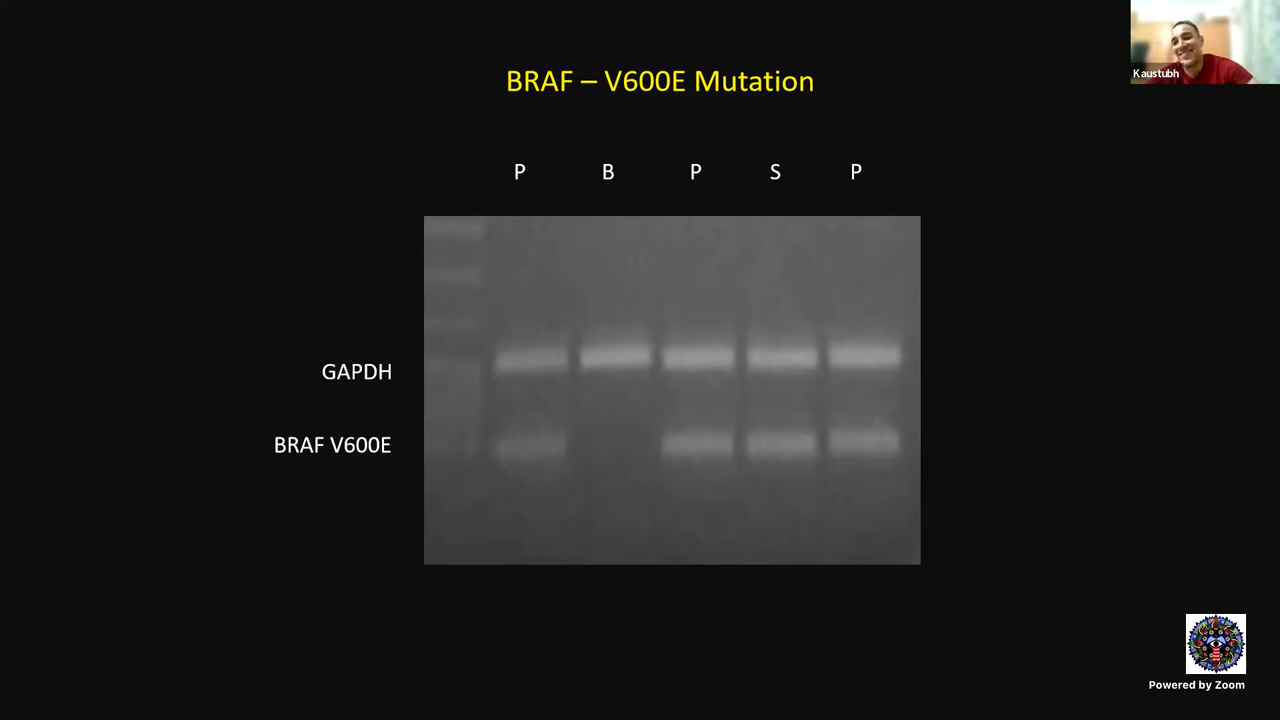 Kaustubh
BRAF – V600E Mutation
P B P S P
GAPDH
BRAF V600E
Powered by Zoom